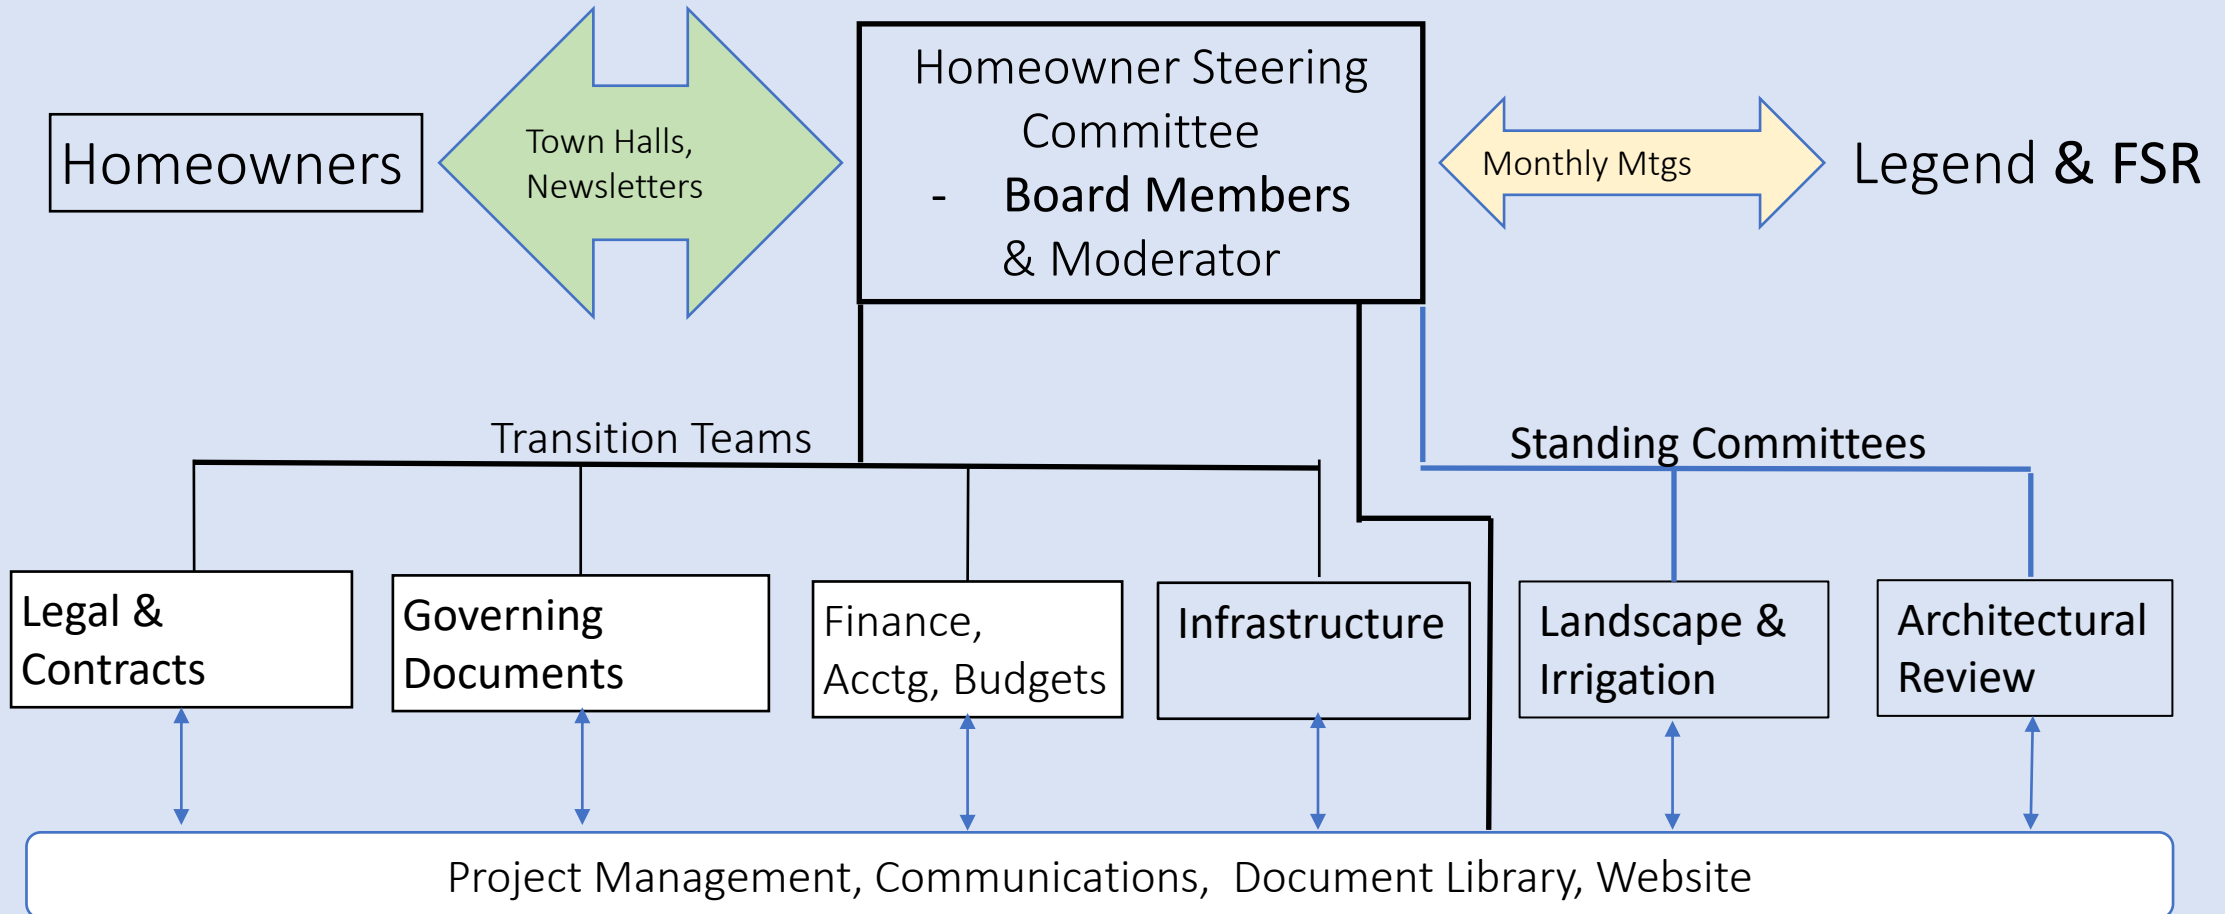 Homeowners
Town Halls,
Newsletters
Homeowner Steering
Committee
- Board Members
& Moderator
Monthly Mtgs
Legend & FSR
Transition Teams
Standing Committees
Legal &
Contracts
Governing
Documents
Finance,
Acctg, Budgets
Infrastructure
Landscape &
Irrigation
Architectural
Review
Project Management, Communications, Document Library, Website